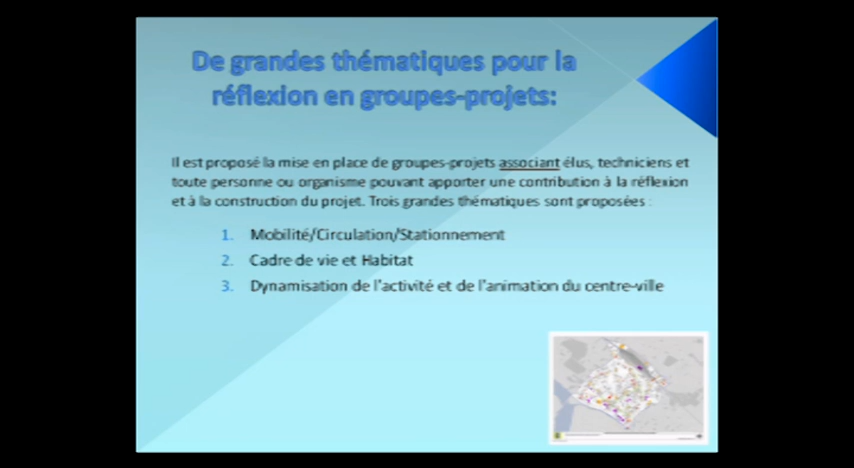 De grandes thématiques pour la
réflexion en groupes-projets:
Il est proposé la mise en place de groupes-projets associant élus, techniciens et
toute personne ou organisme pouvant apporter une contribution à la réflexion
et à la construction du projet. Trois grandes thématiques sont proposées :
1. Mobilité/Circulation/Stationnement
2. Cadre de vie et Habitat
3. Dynamisation de l'activité et de l'animation du centre-ville